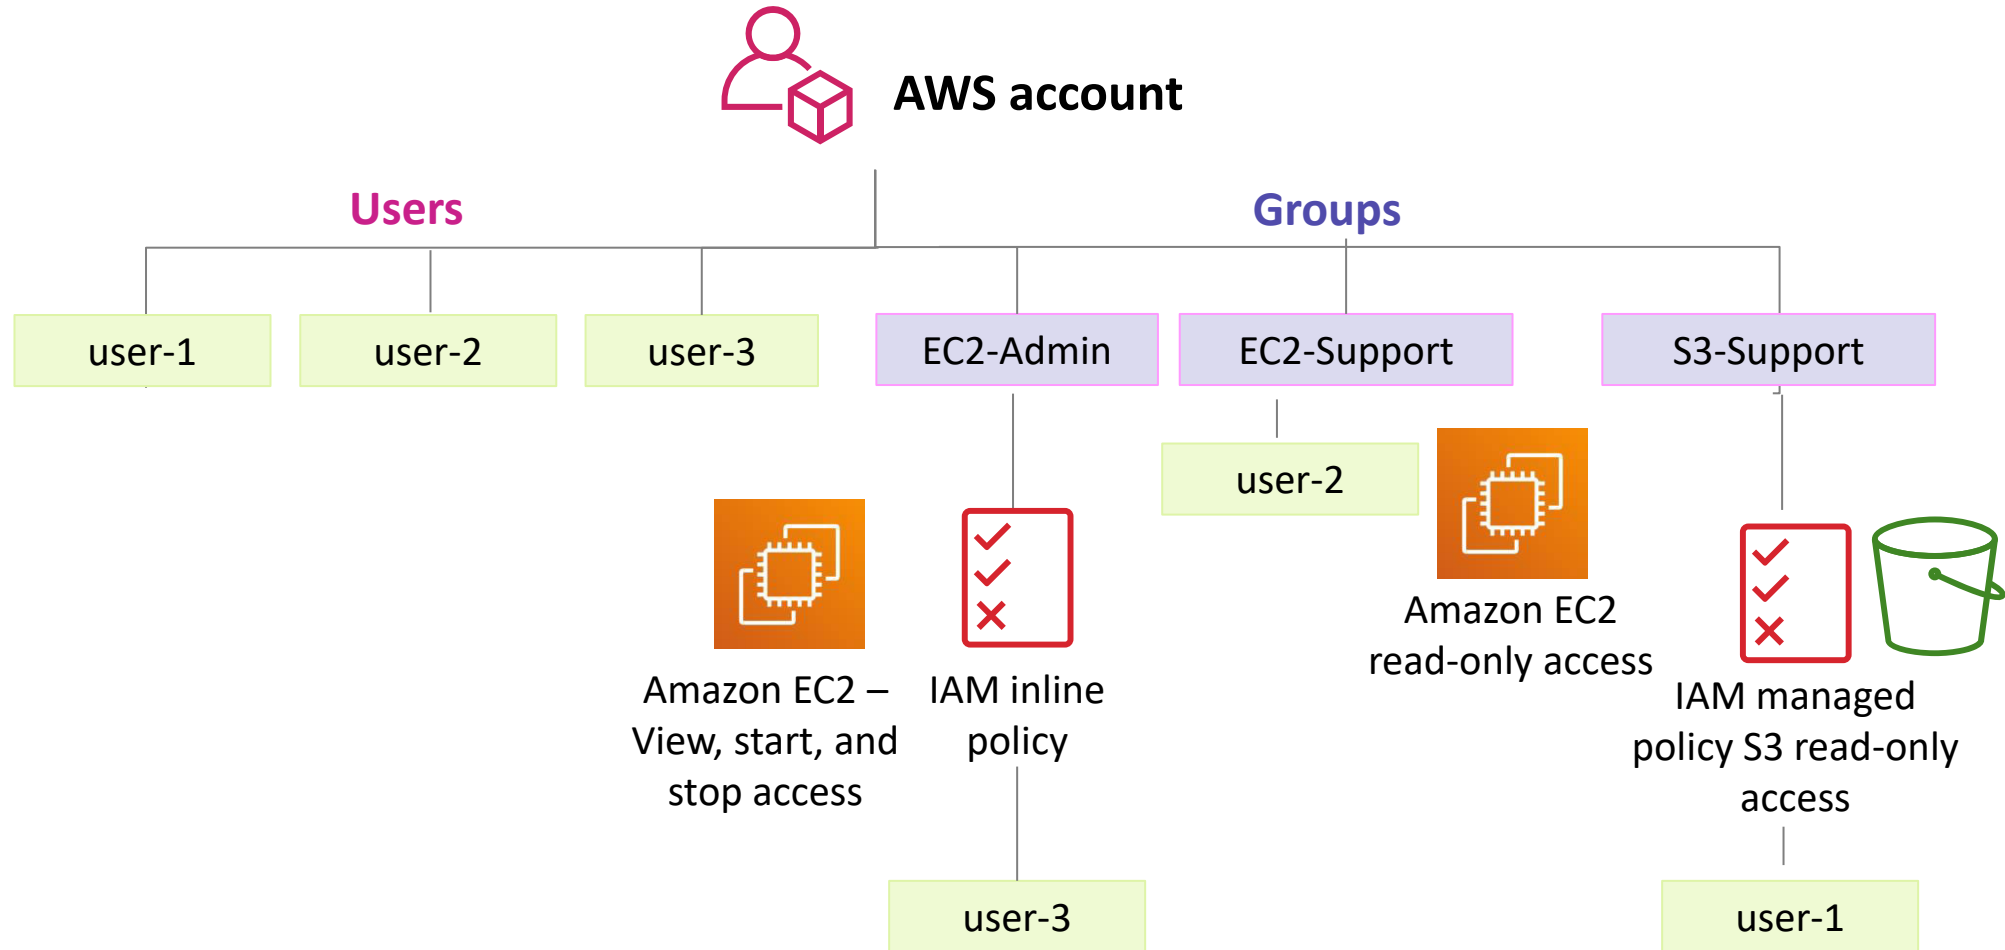 AWS account
Users
Groups
user-1
user-2
user-3
EC2-Admin
EC2-Support
S3-Support
user-2
Amazon EC2 –
View, start, and
stop access
IAM inline
policy
Amazon EC2
read-only access
IAM managed
policy S3 read-only
access
user-3
user-1